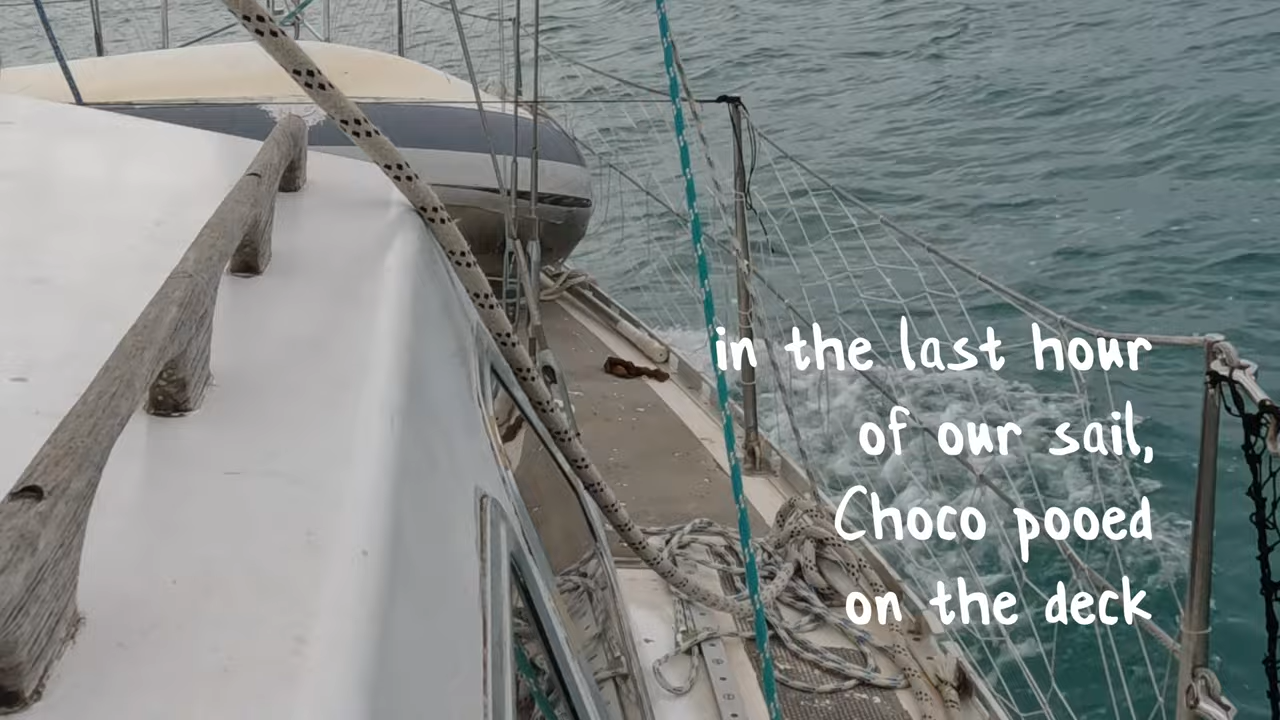 in the last hour
of our sail,
Choco pooed
on the deck